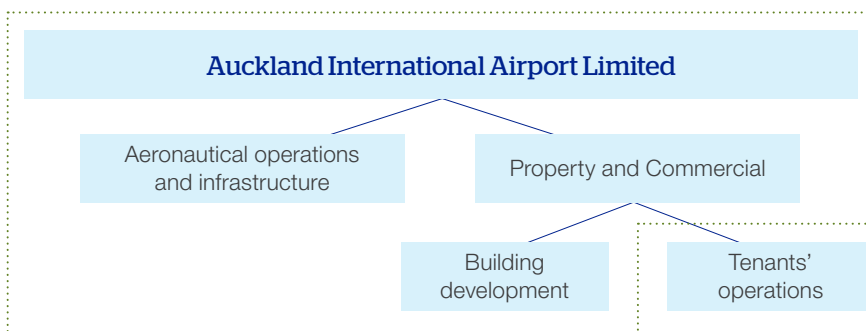 Auckland International Airport Limited
Aeronautical operations
and infrastructure
Property and Commercial
Building
development
Tenants’
operations